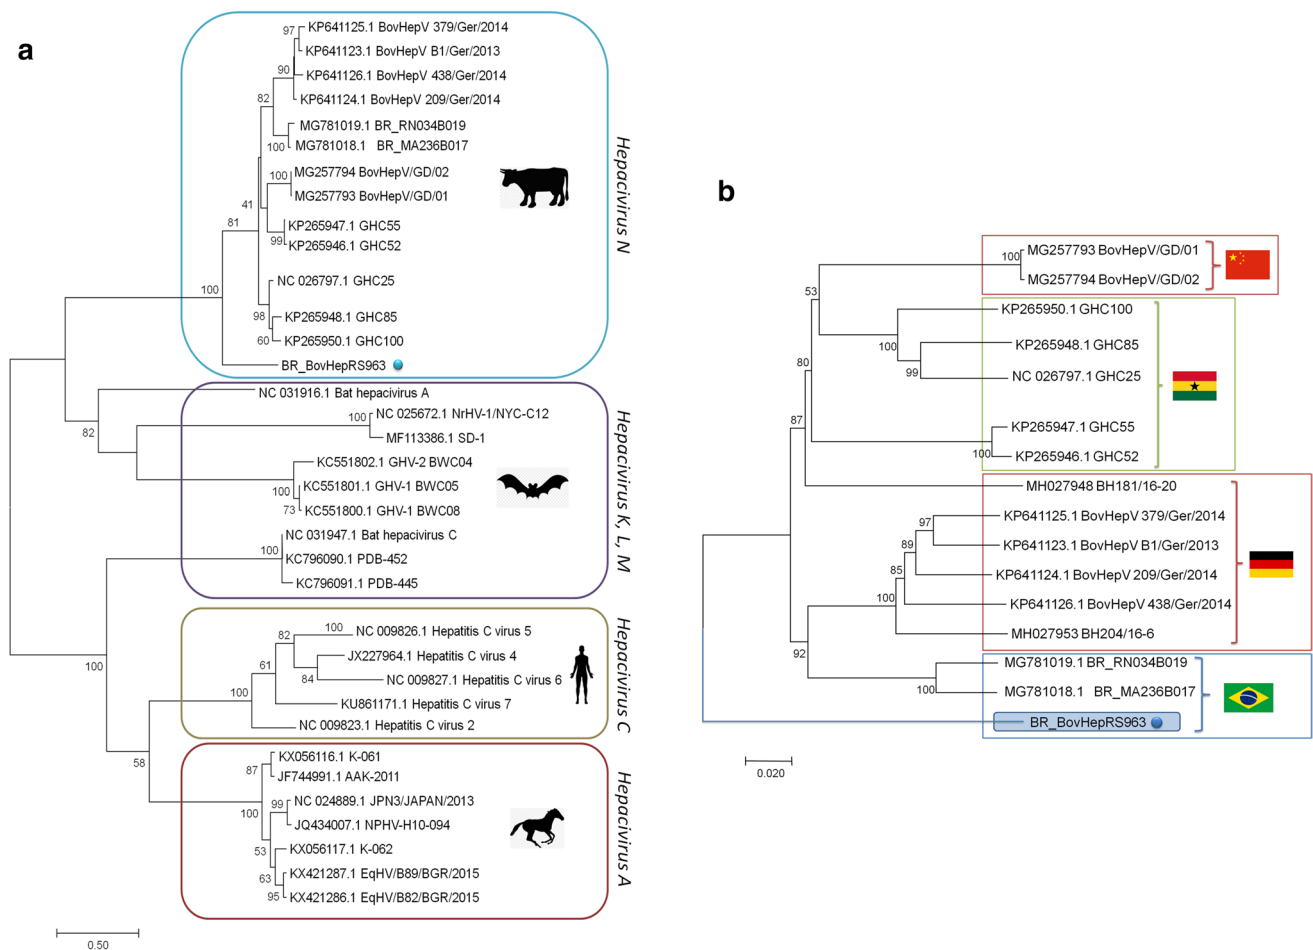 a
97
KP641125.1 BovHepV 379/Ger/2014
KP641123.1 BovHepV B1/Ger/2013
90
KP641126.1 BovHepV 438/Ger/2014
82
KP641124.1 BovHepV 209/Ger/2014
MG781019.1 BR_RN034B019
100
MG781018.1 BR_MA236B017
MG257794 BovHepV/GD/02
100
MG257793 BovHepV/GD/01
41
81
KP265947.1 GHC55
99
KP265946.1 GHC52
NC 026797.1 GHC25
100
98
KP265948.1 GHC85
60
KP265950.1 GHC100
BR_BovHepRS963
Hepacivirus N
NC 031916.1 Bat hepacivirus A
82
100
NC 025672.1 NrHV-1/NYC-C12
MF113386.1 SD-1
KC551802.1 GHV-2 BWC04
100
KC551801.1 GHV-1 BWC05
73
KC551800.1 GHV-1 BWC08
NC 031947.1 Bat hepacivirus C
100
KC796090.1 PDB-452
KC796091.1 PDB-445
Hepacivirus K, L, M
100
NC 009826.1 Hepatitis C virus 5
82
JX227964.1 Hepatitis C virus 4
61
84
NC 009827.1 Hepatitis C virus 6
100
KU861171.1 Hepatitis C virus 7
NC 009823.1 Hepatitis C virus 2
Hepacivirus C
100
58
KX056116.1 K-061
87
JF744991.1 AAK-2011
99
NC 024889.1 JPN3/JAPAN/2013
100
JQ434007.1 NPHV-H10-094
53
KX056117.1 K-062
63
KX421287.1 EqHV/B89/BGR/2015
95
KX421286.1 EqHV/B82/BGR/2015
Hepacivirus A
0.50
b
MG257793 BovHepV/GD/01
100
MG257794 BovHepV/GD/02
53
KP265950.1 GHC100
100
KP265948.1 GHC85
99
NC 026797.1 GHC25
80
KP265947.1 GHC55
100
KP265946.1 GHC52
87
MH027948 BH181/16-20
97
KP641125.1 BovHepV 379/Ger/2014
89
KP641123.1 BovHepV B1/Ger/2013
85
KP641124.1 BovHepV 209/Ger/2014
100
KP641126.1 BovHepV 438/Ger/2014
MH027953 BH204/16-6
92
MG781019.1 BR_RN034B019
100
MG781018.1 BR_MA236B017
BR_BovHepRS963
0.020